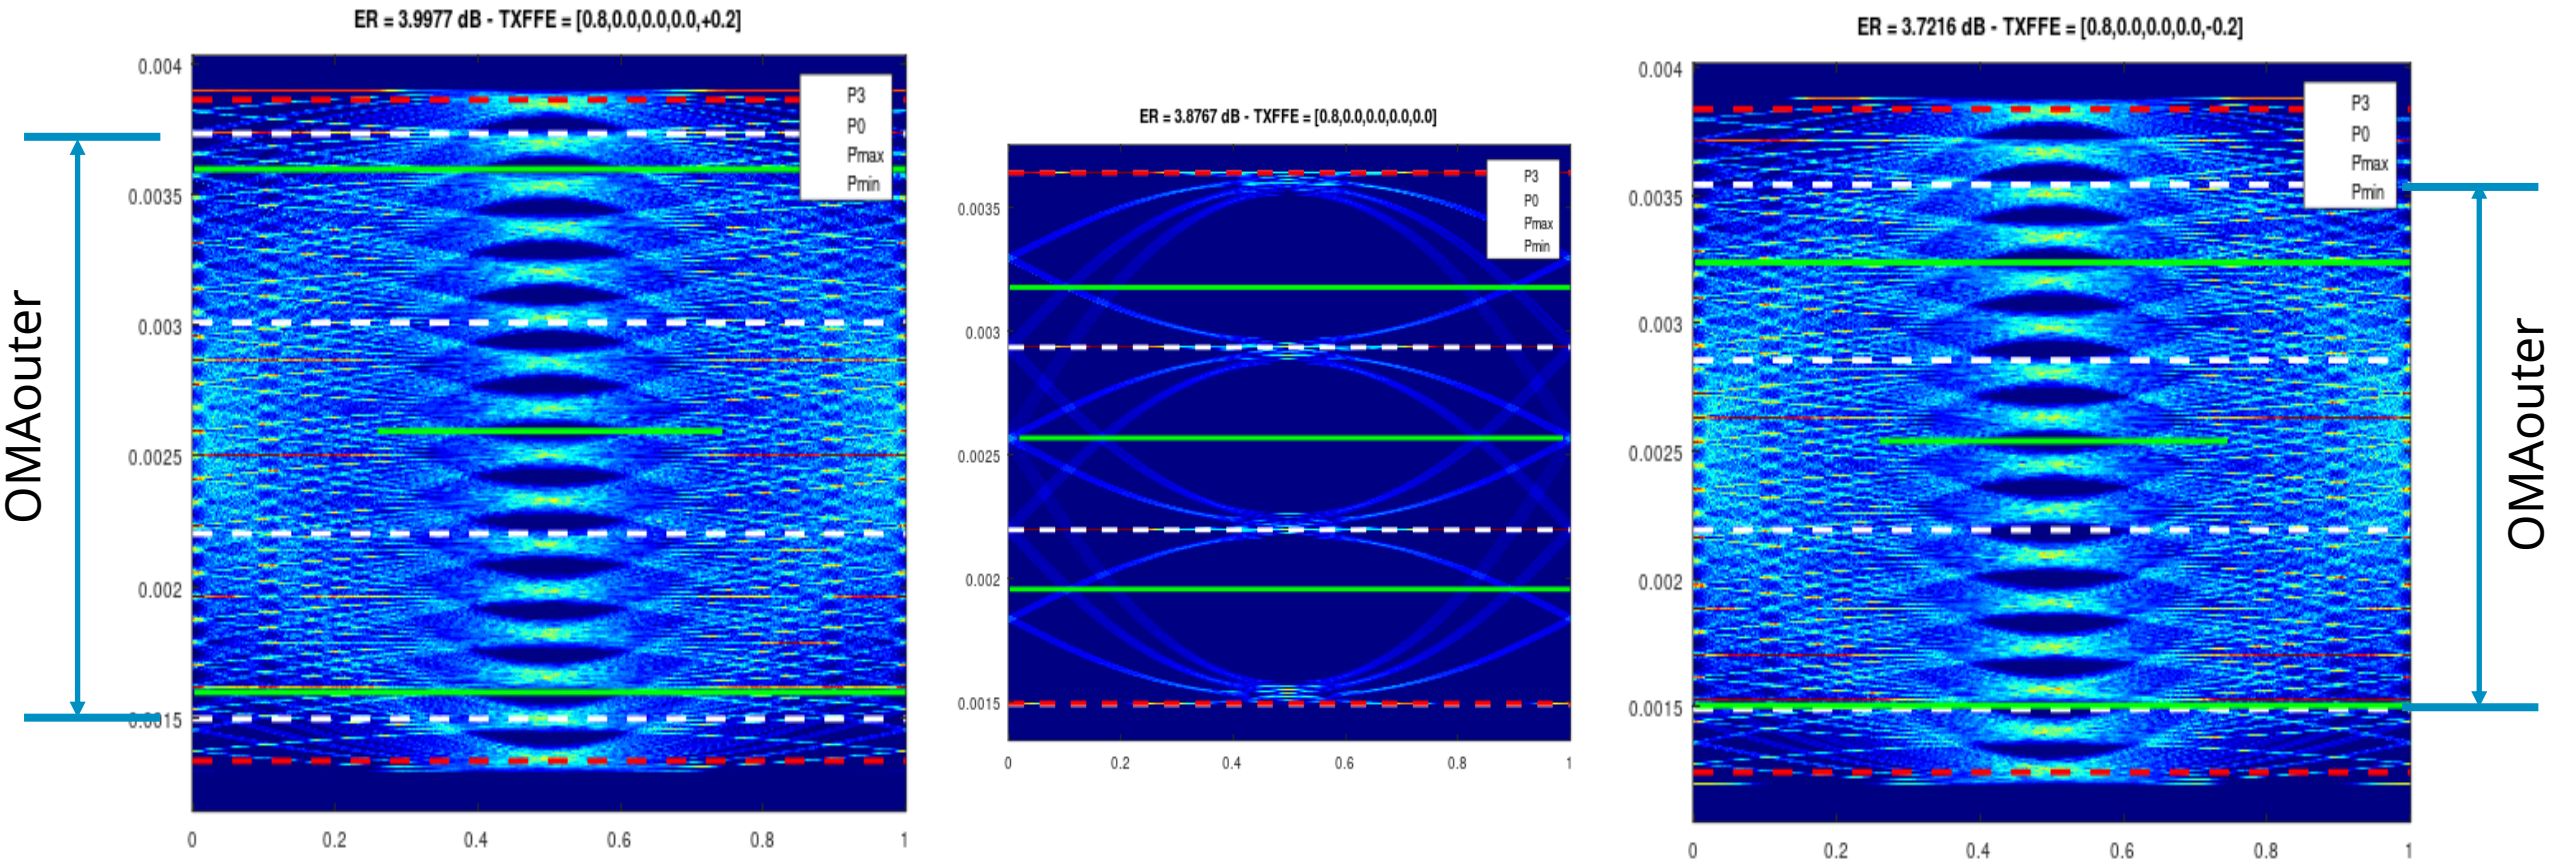 ER = 3.9977 dB - TXFFE = [0.8,0.0,0.0,0.0,+0.2]
0.004
0.0035
0.003
0.0025
0.002
0.0015
0
0.2
0.4
0.6
0.8
1
P3
P0
Pmax
Pmin
OMAouter
ER = 3.8767 dB - TXFFE = [0.8,0.0,0.0,0.0,0.0]
0.0035
0.003
0.0025
0.002
0.0015
0
0.2
0.4
0.6
0.8
1
P3
P0
Pmax
Pmin
ER = 3.7216 dB - TXFFE = [0.8,0.0,0.0,0.0,-0.2]
0.004
0.0035
0.003
0.0025
0.002
0.0015
0
0.2
0.4
0.6
0.8
1
P3
P0
Pmax
Pmin
OMAouter